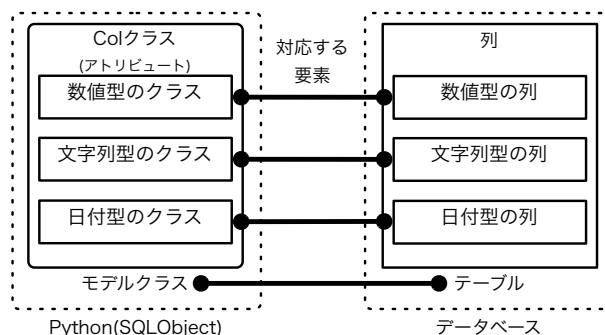 Colクラス
(アトリビュート)
数値型のクラス
文字列型のクラス
日付型のクラス
モデルクラス
Python(SQLObject)
対応する
要素
列
数値型の列
文字列型の列
日付型の列
テーブル
データベース